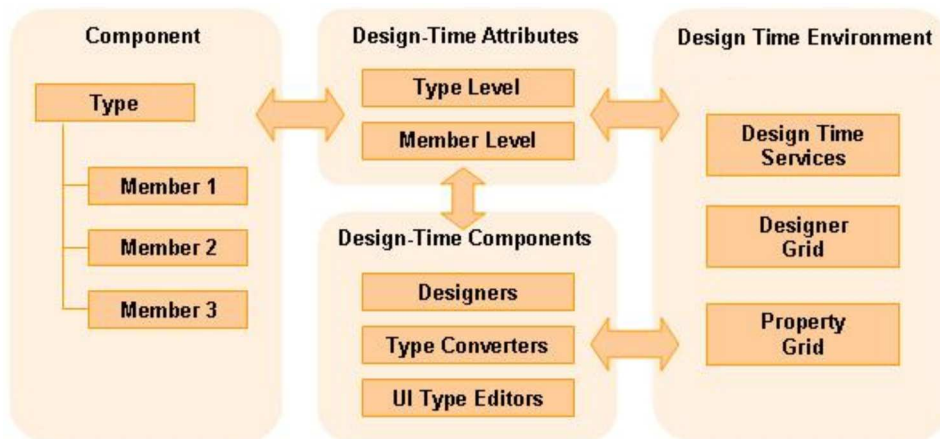 Component
Type
Member 1
Member 2
Member 3
Design-Time Attributes
Type Level
Member Level
Design-Time Components
Designers
Type Converters
UI Type Editors
Design Time Environment
Design Time
Services
Designer
Grid
Property
Grid